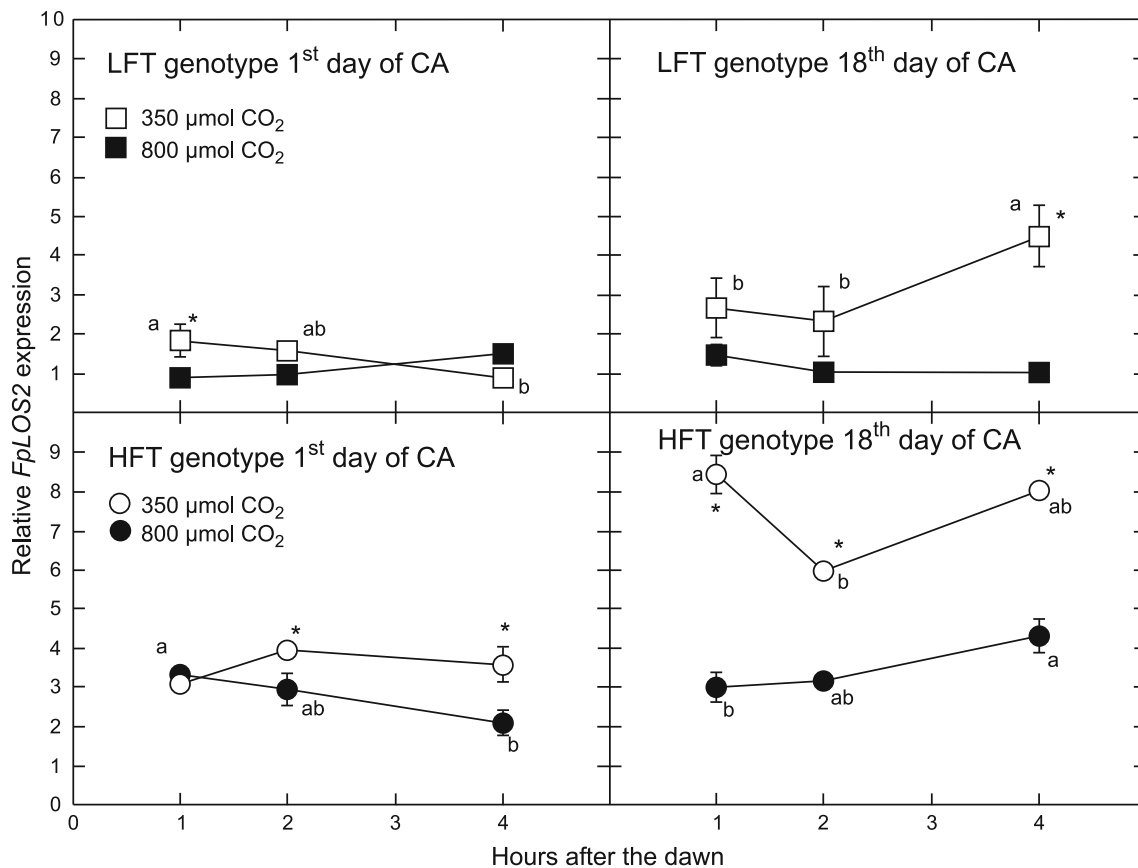 Relative FpLOS2 expression
10
9
8
7
6
5
4
3
2
1
LFT genotype 1st day of CA
350 µmol CO2
800 µmol CO2
a
*
ab
b
LFT genotype 18th day of CA
b
b
a
*
9
8
7
6
5
4
3
2
1
0
HFT genotype 1st day of CA
350 µmol CO2
800 µmol CO2
a
*
*
ab
b
HFT genotype 18th day of CA
a
*
*
b
*
ab
b
ab
a
0 1 2 3 4 1 2 3 4
Hours after the dawn